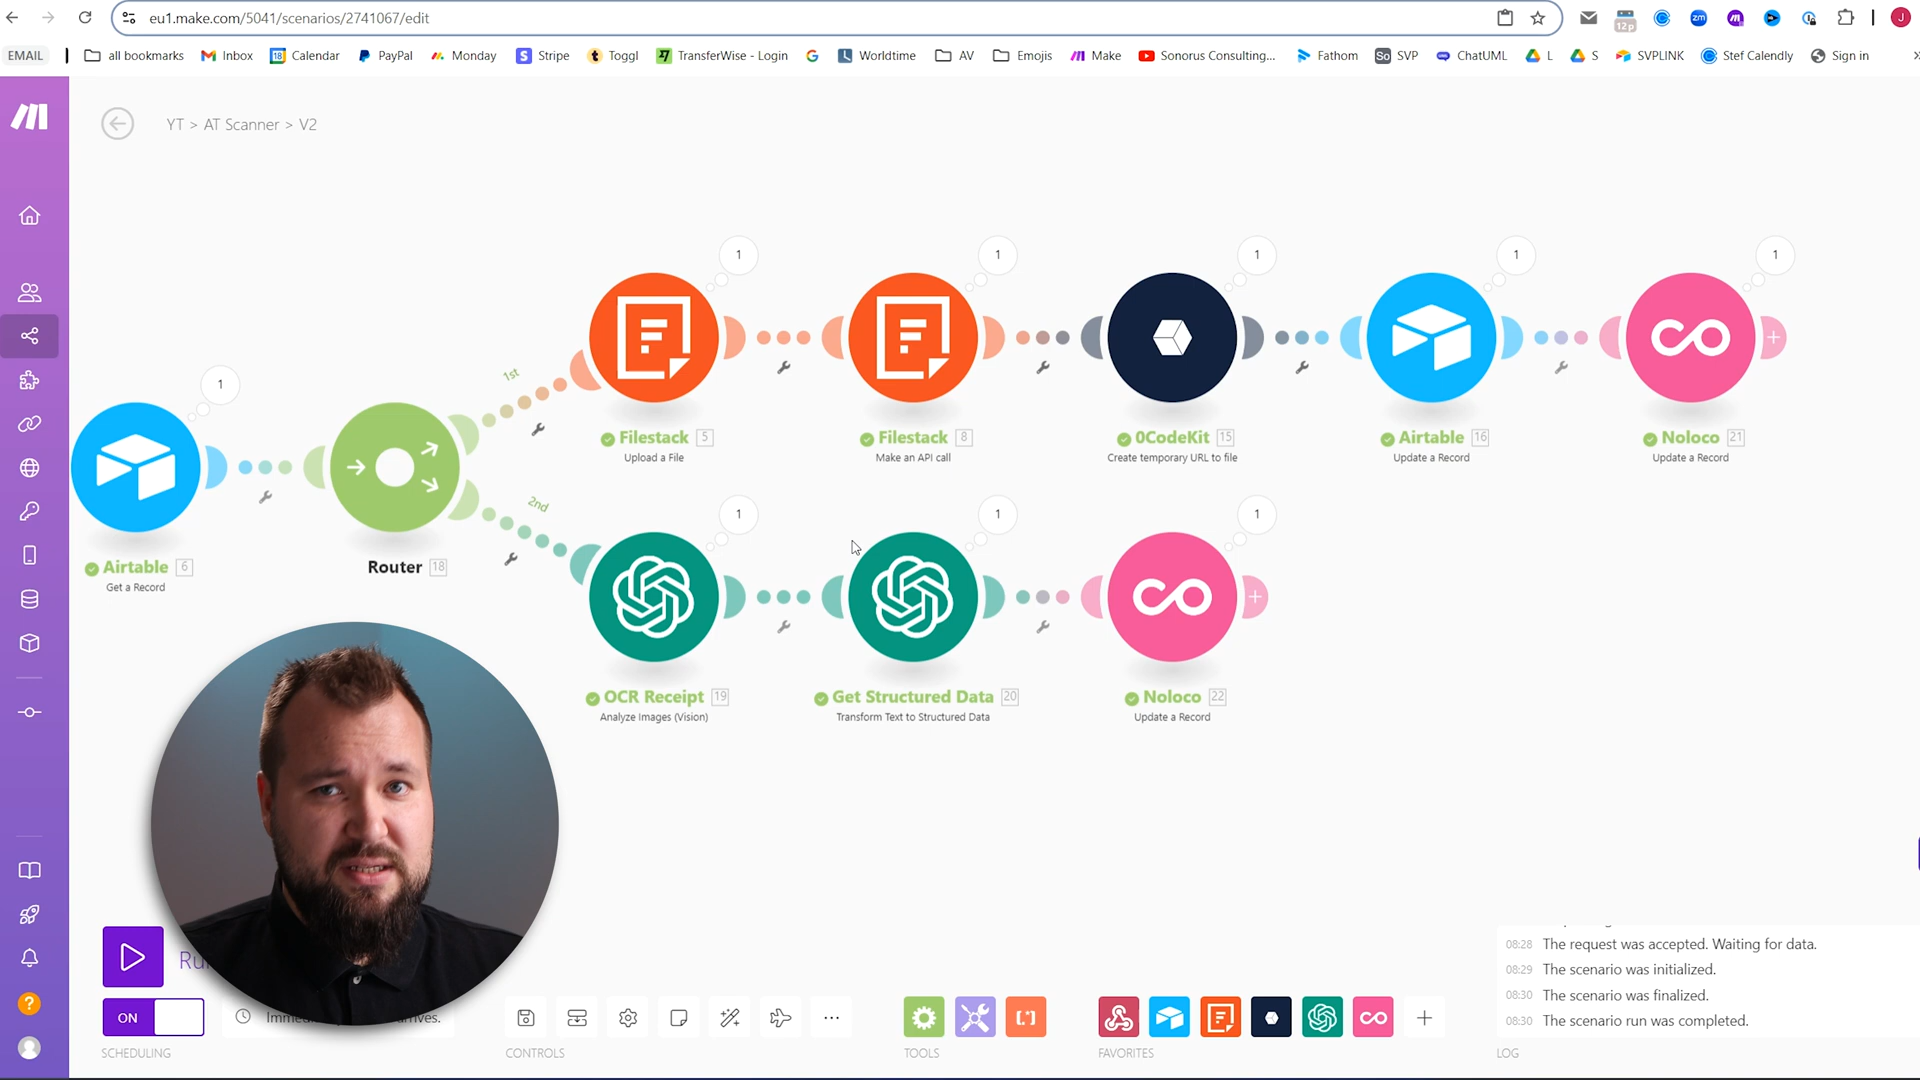 eu1.make.com/5041/scenarios/2741067/edit
12p
J
EMAIL
all bookmarks
Inbox
Calendar
PayPal
Monday
Stripe
Toggl
TransferWise - Login
Worldtime
AV
Emojis
Make
Sonorus Consulting...
Fathom
So SVP
ChatUML
L
S
SVPLINK
Stef Calendly
Sign in
YT > AT Scanner > V2
1 1 1 1 1
1st
Filestack 5
Upload a File
Filestack 8
Make an API call
0CodeKit 15
Create temporary URL to file
Airtable 16
Update a Record
Noloco 21
Update a Record
1
2nd
Airtable 6
Get a Record
Router 18
1 1 1
OCR Receipt 19
Analyze Images (Vision)
Get Structured Data 20
Transform Text to Structured Data
Noloco 22
Update a Record
08:28 The request was accepted. Waiting for data.
08:29 The scenario was initialized.
08:30 The scenario was finalized.
08:30 The scenario run was completed.
ON
SCHEDULING
CONTROLS
TOOLS
FAVORITES
LOG